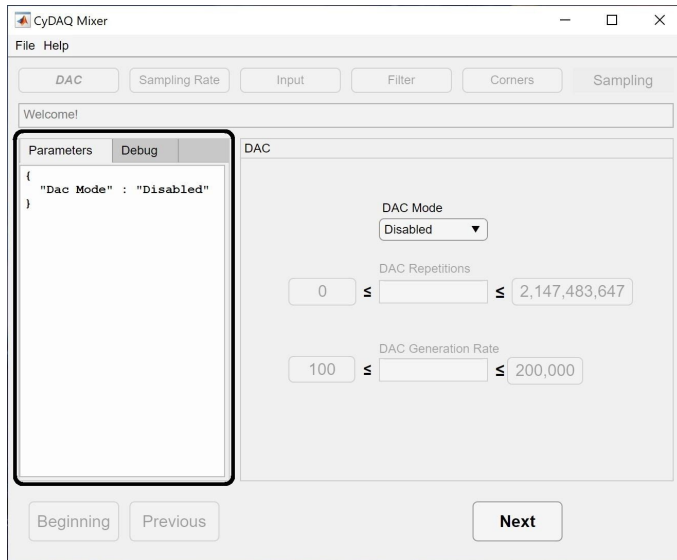 CyDAQ Mixer
File Help
DAC Sampling Rate Input Filter Corners Sampling
Welcome!
Parameters Debug
{
"Dac Mode" : "Disabled"
}
DAC
DAC Mode
Disabled
DAC Repetitions
0 ≤ ≤ 2,147,483,647
DAC Generation Rate
100 ≤ ≤ 200,000
Beginning Previous Next